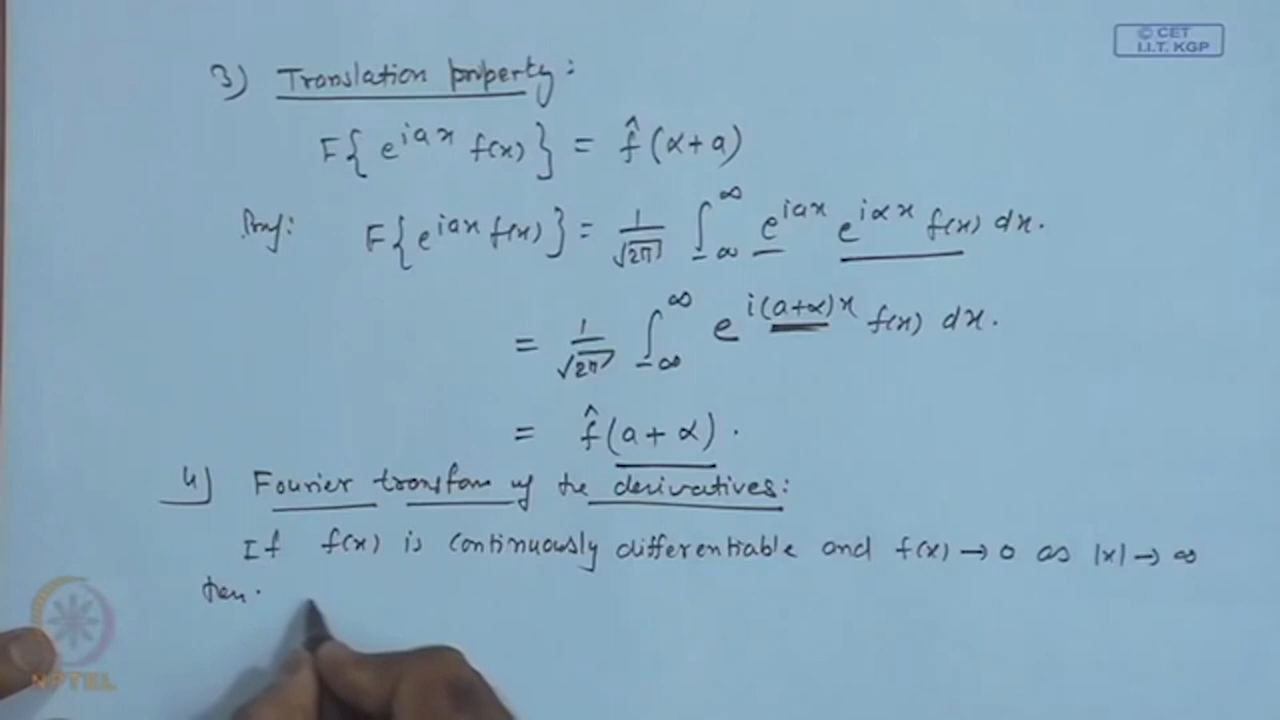 © CET
I.I.T. KGP
3) Translation property:
F{e^{iax} f(x)} = f̂(α+a)
Proof: F{e^{iax} f(x)} = 1/√2π ∫_{-∞}^{∞} e^{iax} e^{iαx} f(x) dx.
= 1/√2π ∫_{-∞}^{∞} e^{i(a+α)x} f(x) dx.
= f̂(a+α).
4) Fourier transform of the derivatives:
If f(x) is continuously differentiable and f(x) → 0 as |x| → ∞
then.
NPTEL